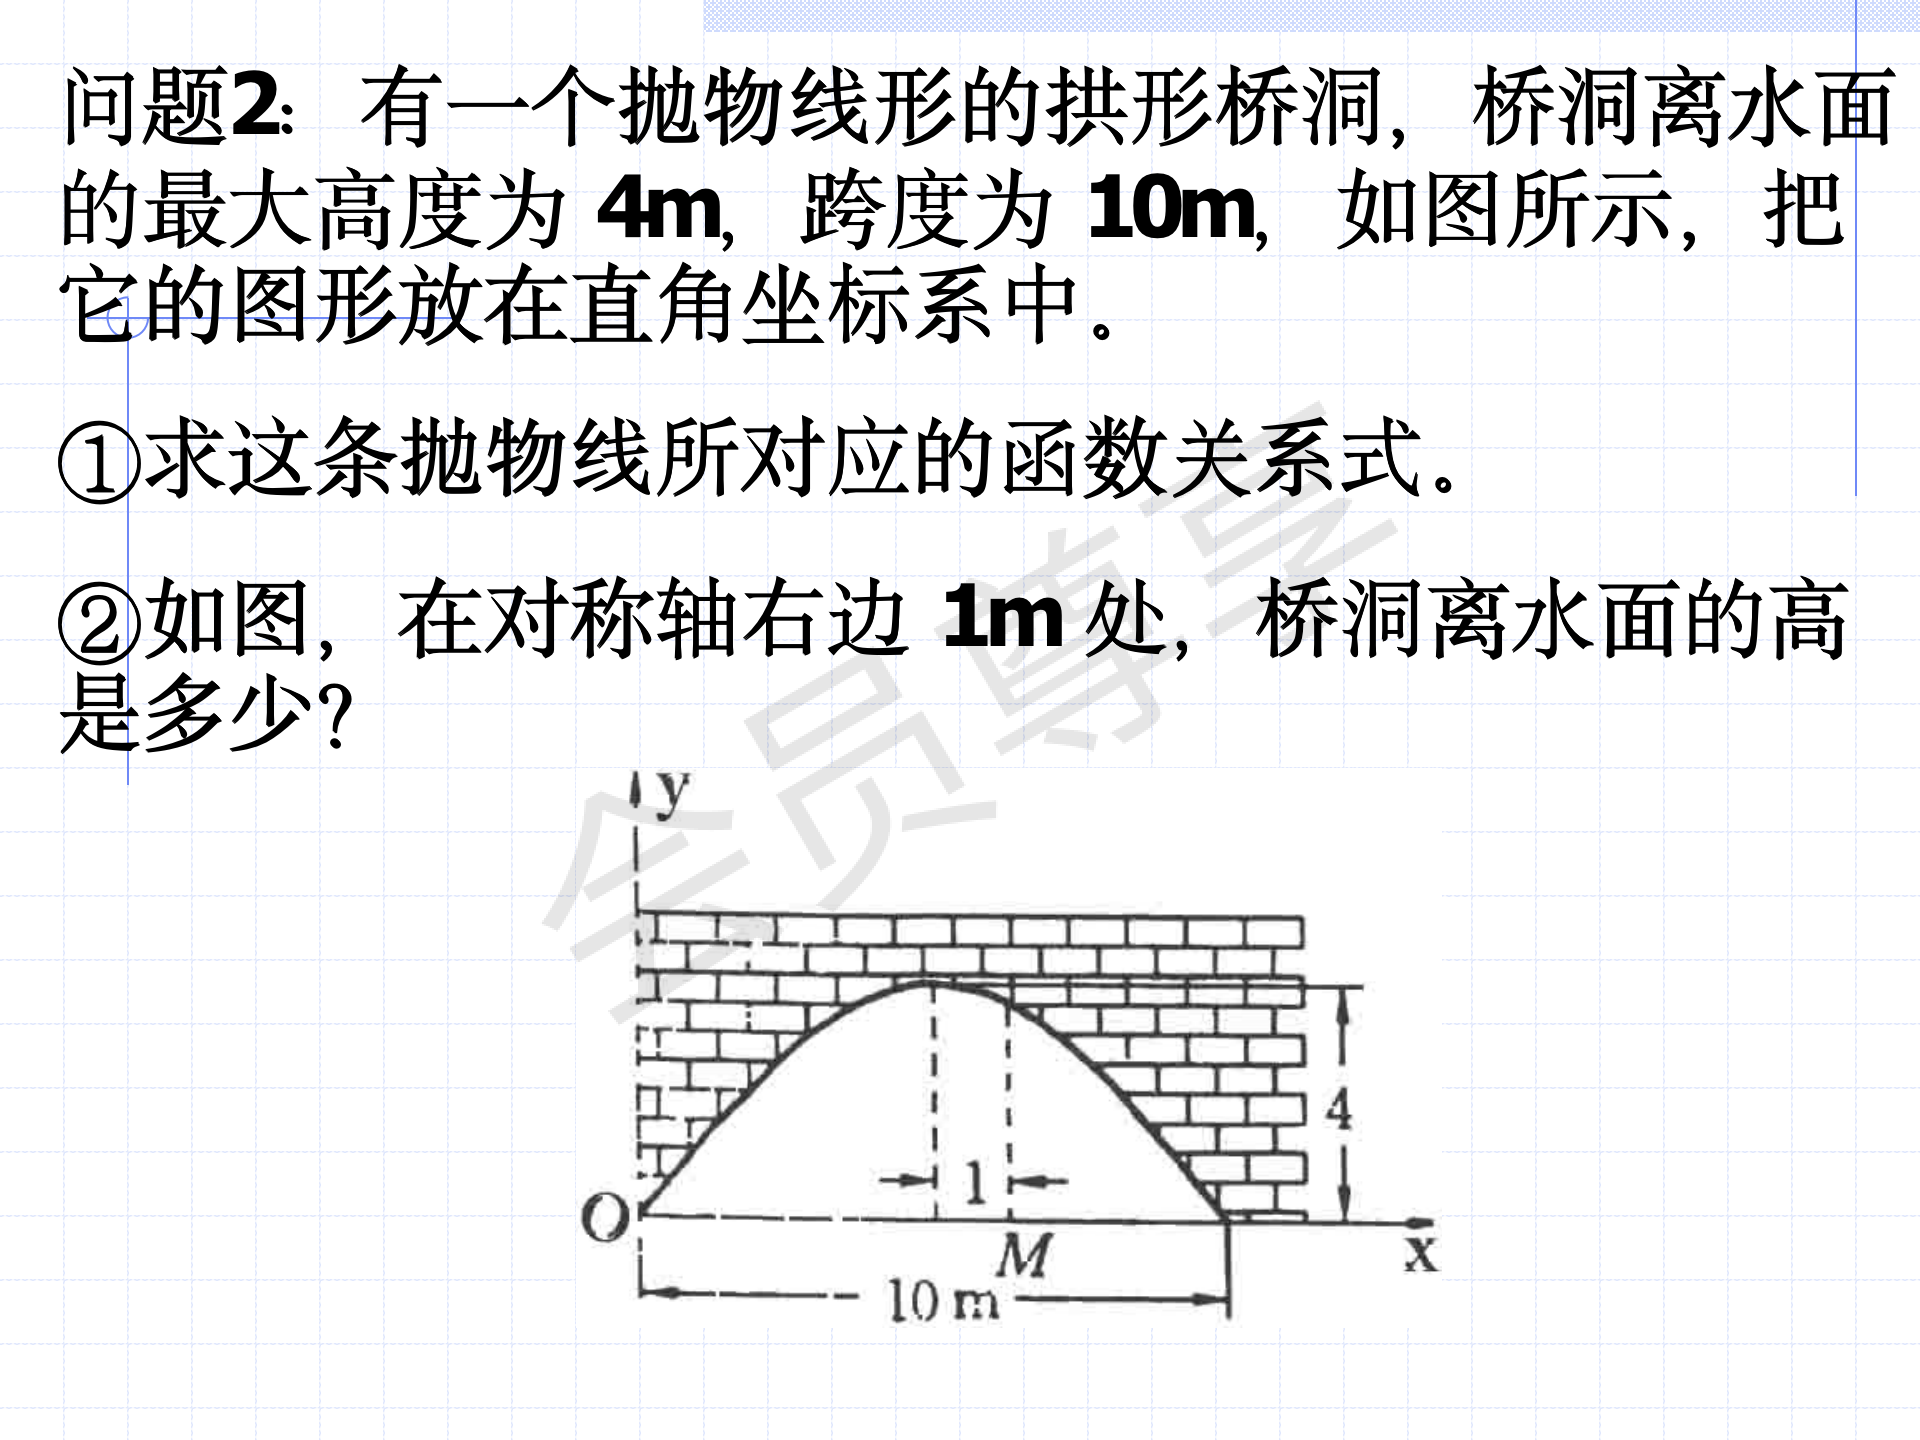 问题2： 有一个抛物线形的拱形桥洞，桥洞离水面
的最大高度为 4m，跨度为 10m，如图所示，把
它的图形放在直角坐标系中。
①求这条抛物线所对应的函数关系式。
②如图，在对称轴右边 1m 处，桥洞离水面的高
是多少？
会员尊享
y
4
1
O
M
x
10 m